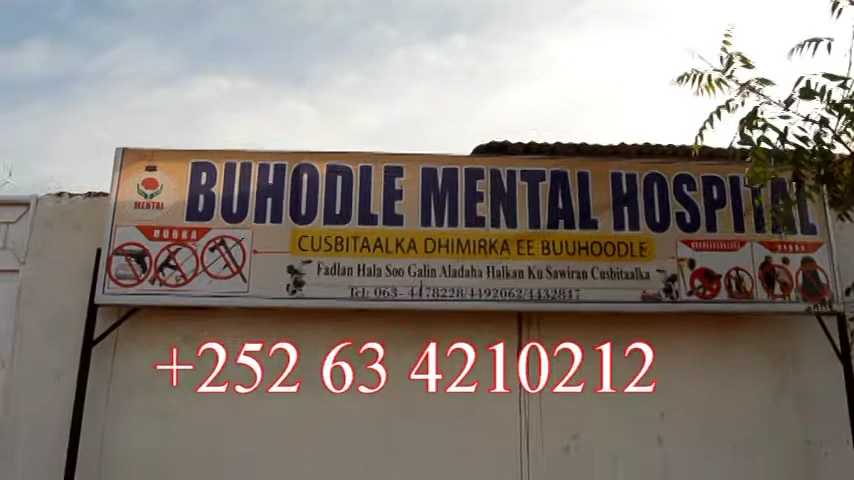 BUHODLE MENTAL HOSPITAL
MENTAL
HUBKA
CUSBITAALKA DHIMIRKA EE BUUHOODLE
Fadlan Hala Soo Galin Aladaha Halkan Ku Sawiran Cusbitaalka
Tel: 063- 4478228/4492062/4432847
+252 63 4210212